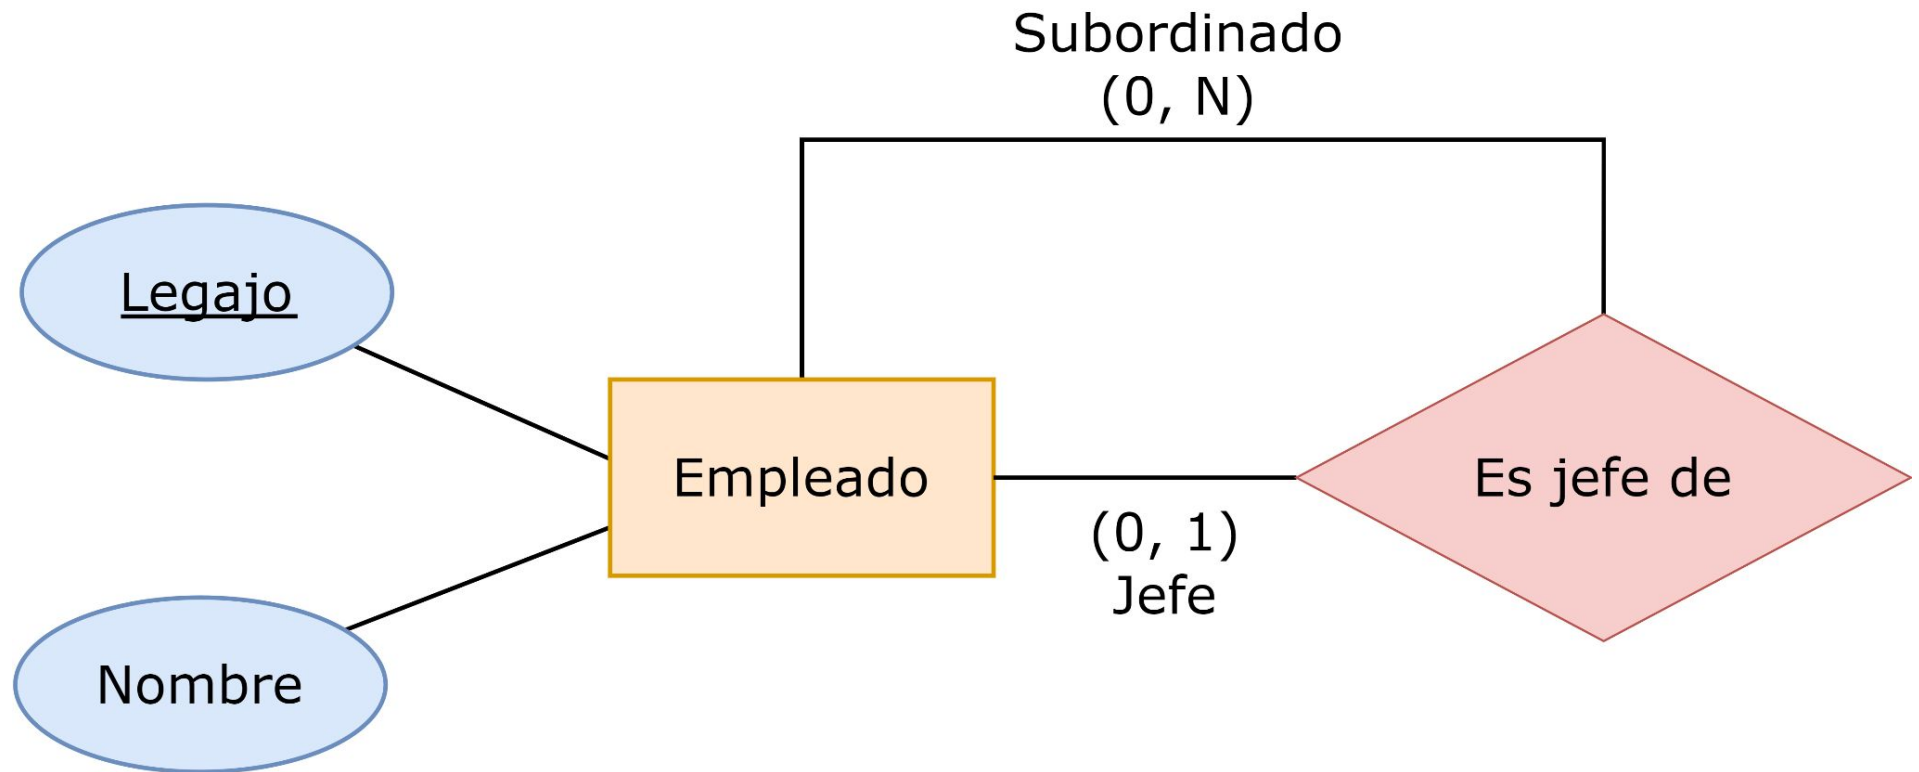 Subordinado
(0, N)
Legajo
Empleado
Es jefe de
(0, 1)
Jefe
Nombre